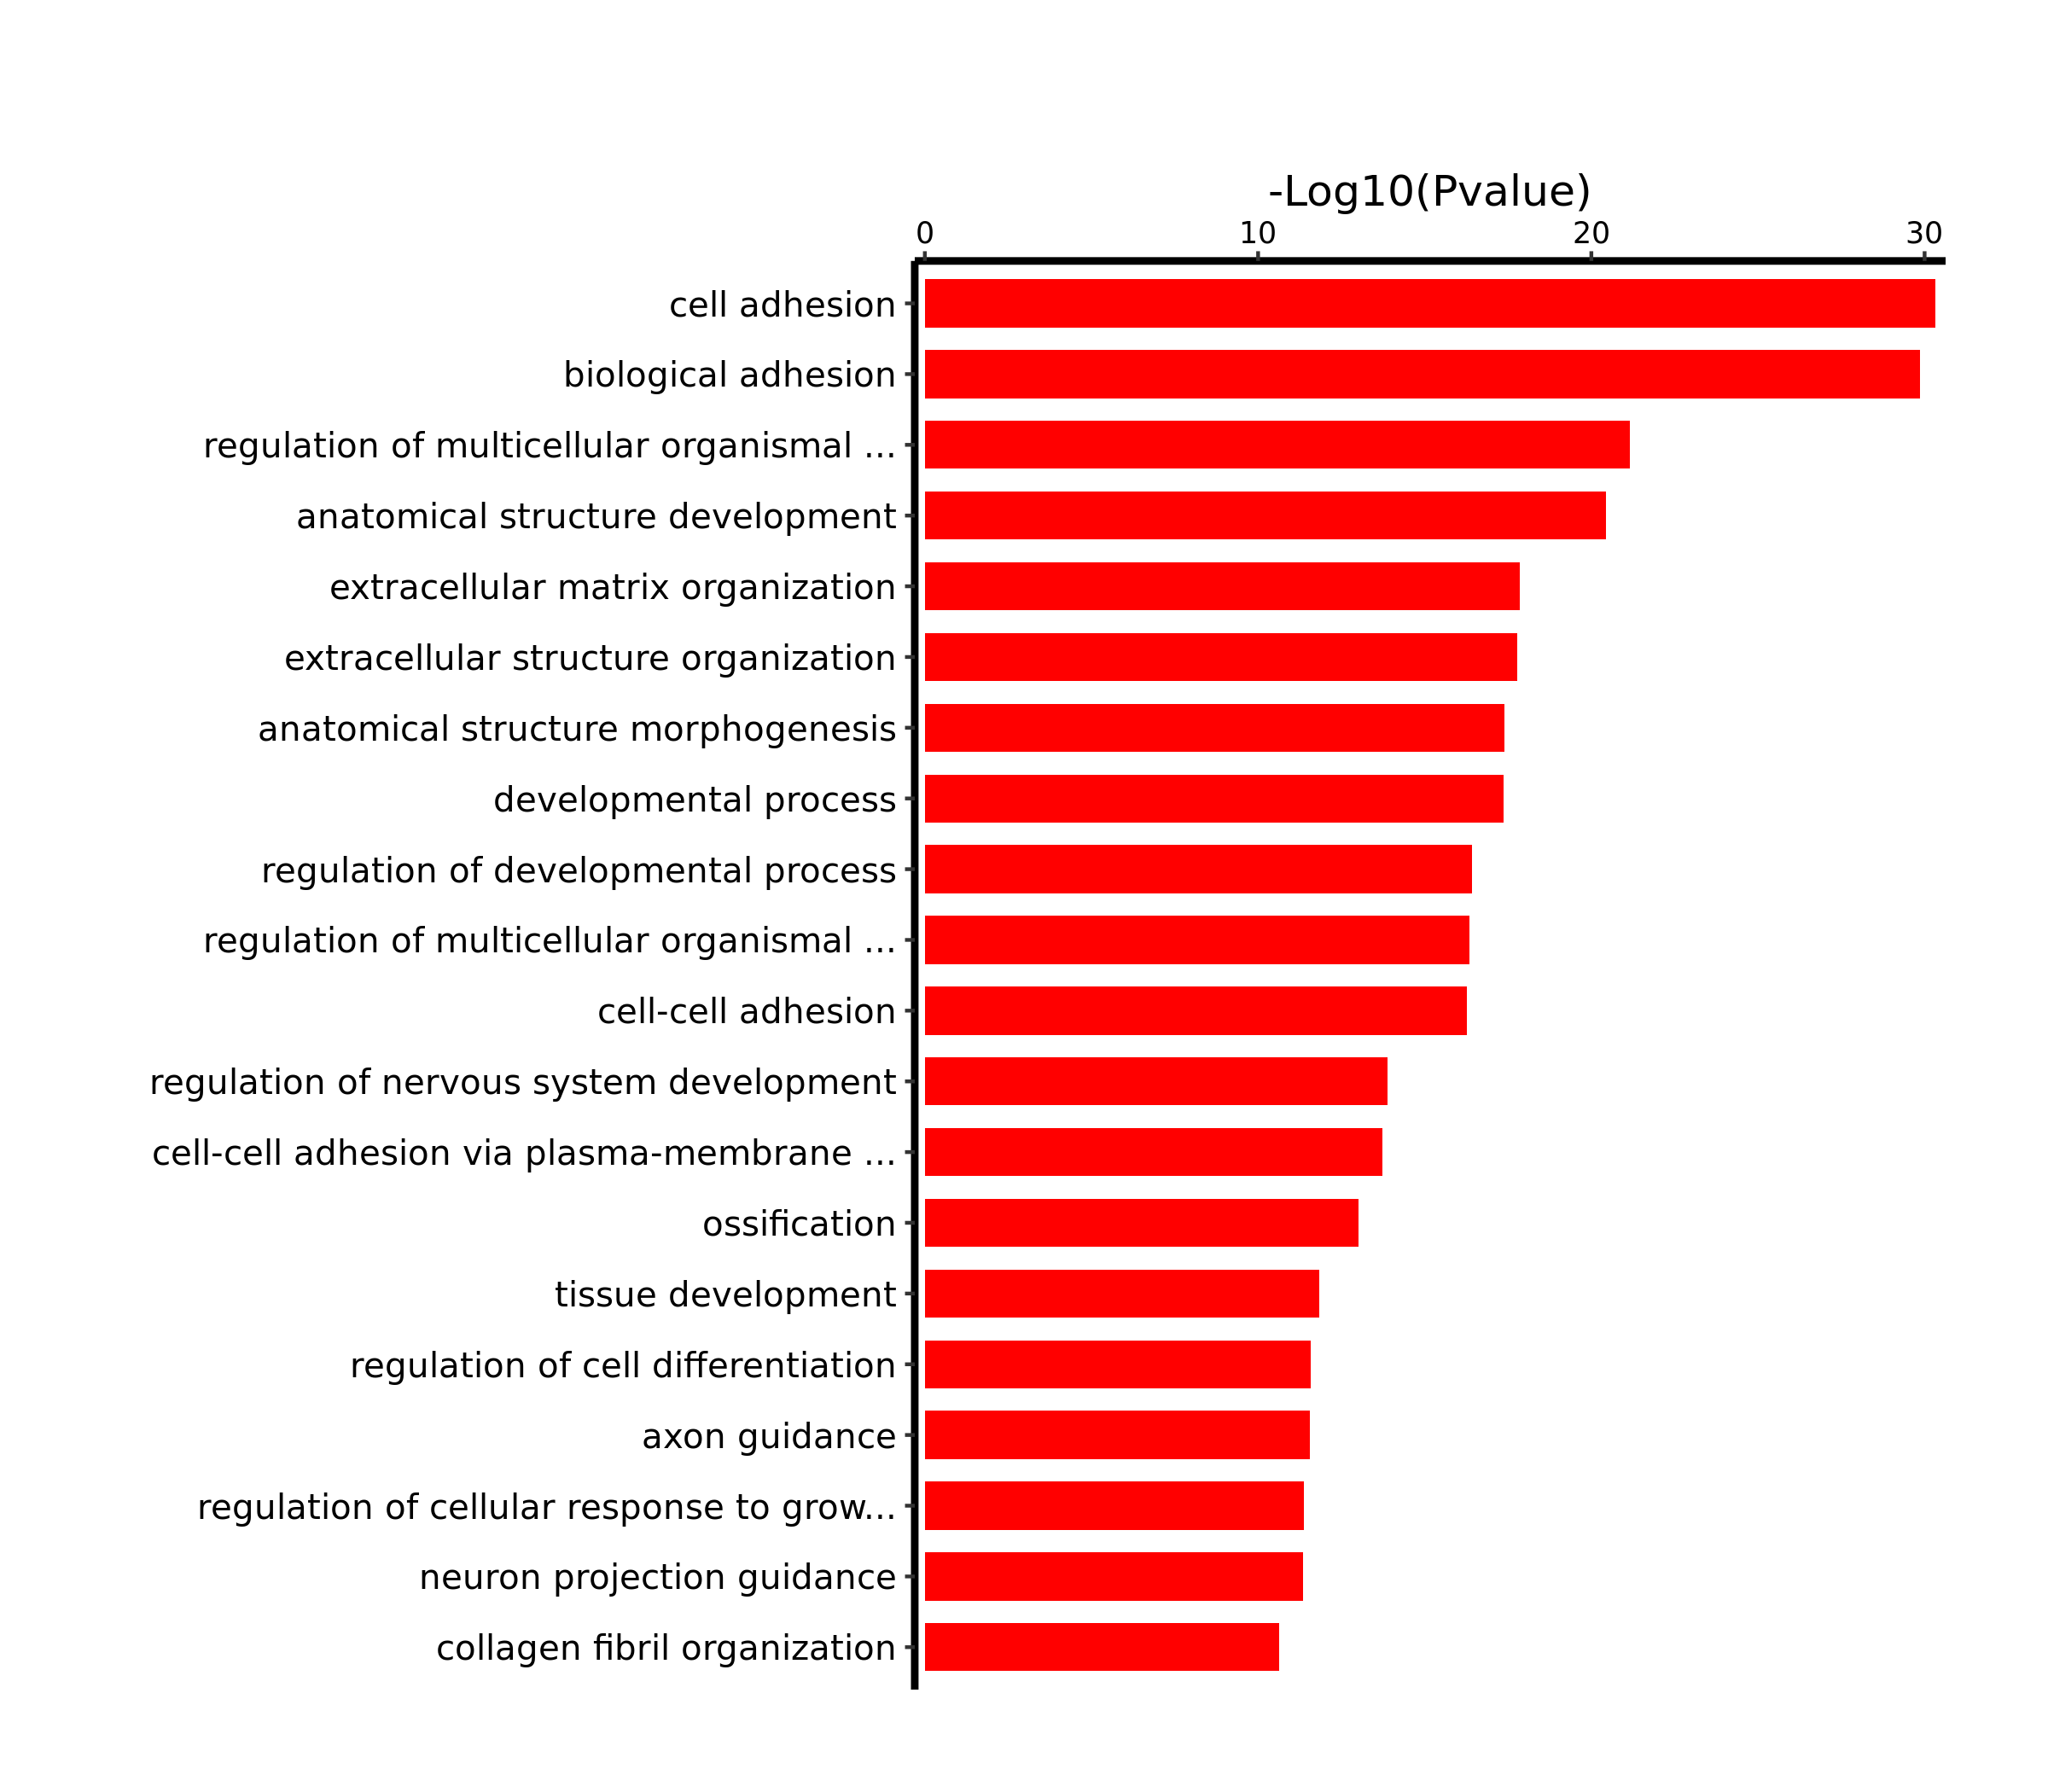 -Log10(Pvalue)
0 10 20 30
cell adhesion
biological adhesion
regulation of multicellular organismal ...
anatomical structure development
extracellular matrix organization
extracellular structure organization
anatomical structure morphogenesis
developmental process
regulation of developmental process
regulation of multicellular organismal ...
cell-cell adhesion
regulation of nervous system development
cell-cell adhesion via plasma-membrane ...
ossification
tissue development
regulation of cell differentiation
axon guidance
regulation of cellular response to grow...
neuron projection guidance
collagen fibril organization